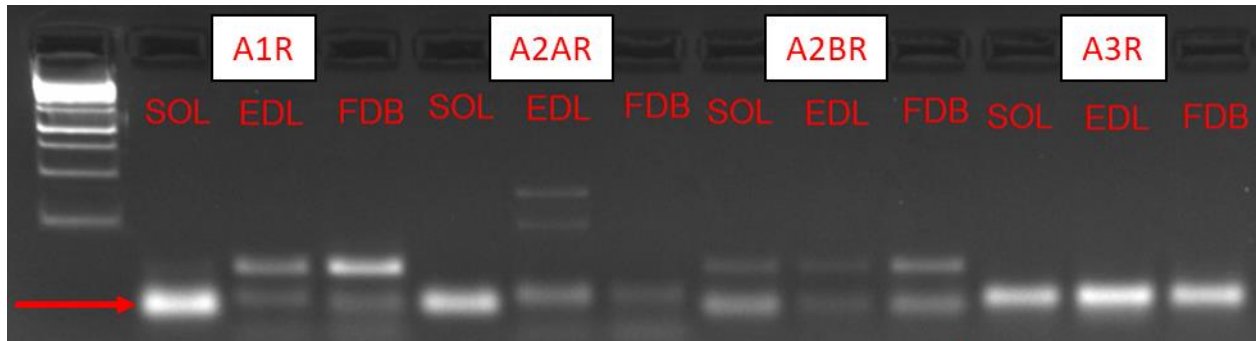 A1R A2AR A2BR A3R
SOL EDL FDB SOL EDL FDB SOL EDL FDB SOL EDL FDB